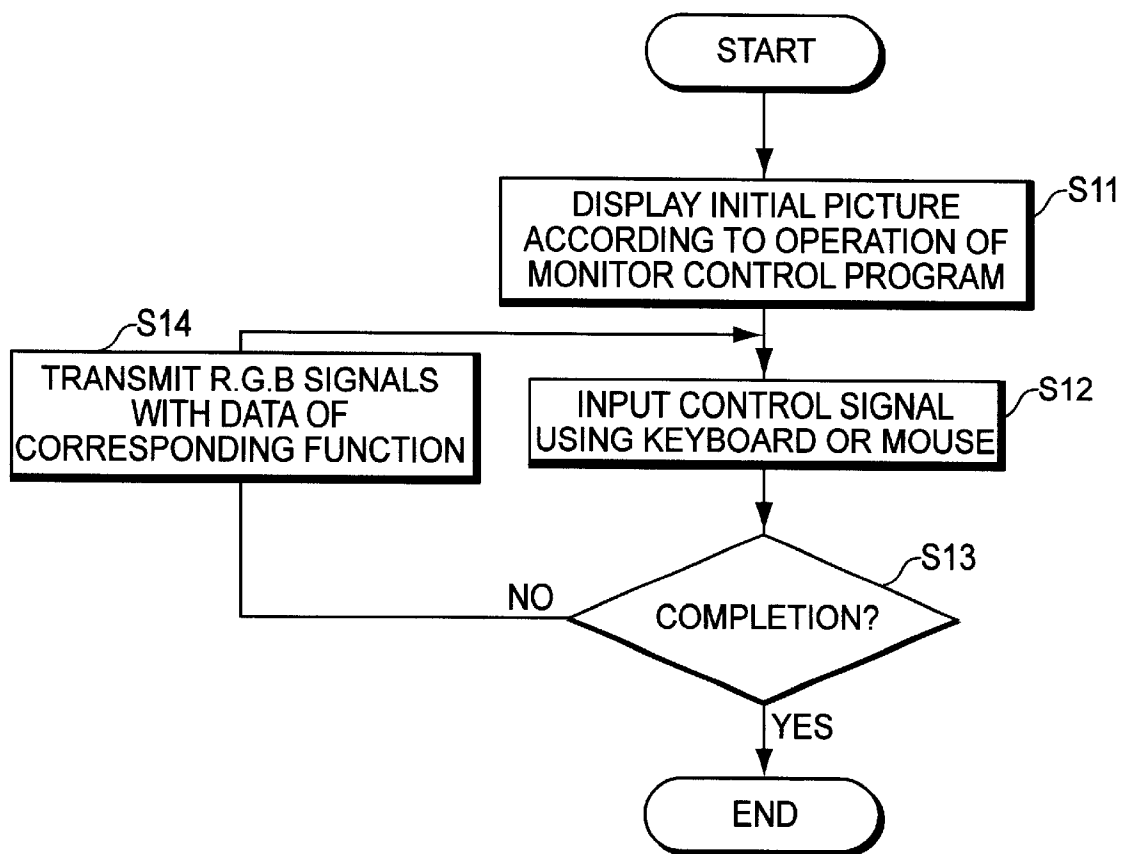 START
S11
DISPLAY INITIAL PICTURE
ACCORDING TO OPERATION OF
MONITOR CONTROL PROGRAM
S14
TRANSMIT R.G.B SIGNALS
WITH DATA OF
CORRESPONDING FUNCTION
S12
INPUT CONTROL SIGNAL
USING KEYBOARD OR MOUSE
S13
NO
COMPLETION?
YES
END